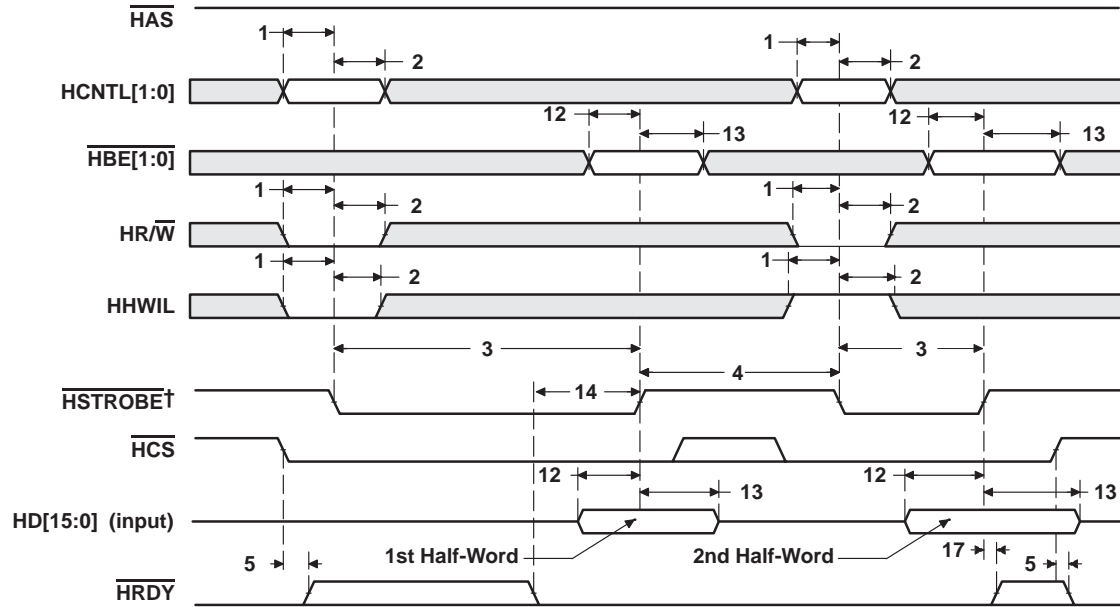 HAS
1
1
2
2
HCNTL[1:0]
12
13
12
13
HBE[1:0]
1
2
1
2
HR/W
1
2
1
2
HHWIL
3
3
4
14
HSTROBE†
HCS
12
13
12
13
HD[15:0] (input)
1st Half-Word
2nd Half-Word
5
17
5
HRDY